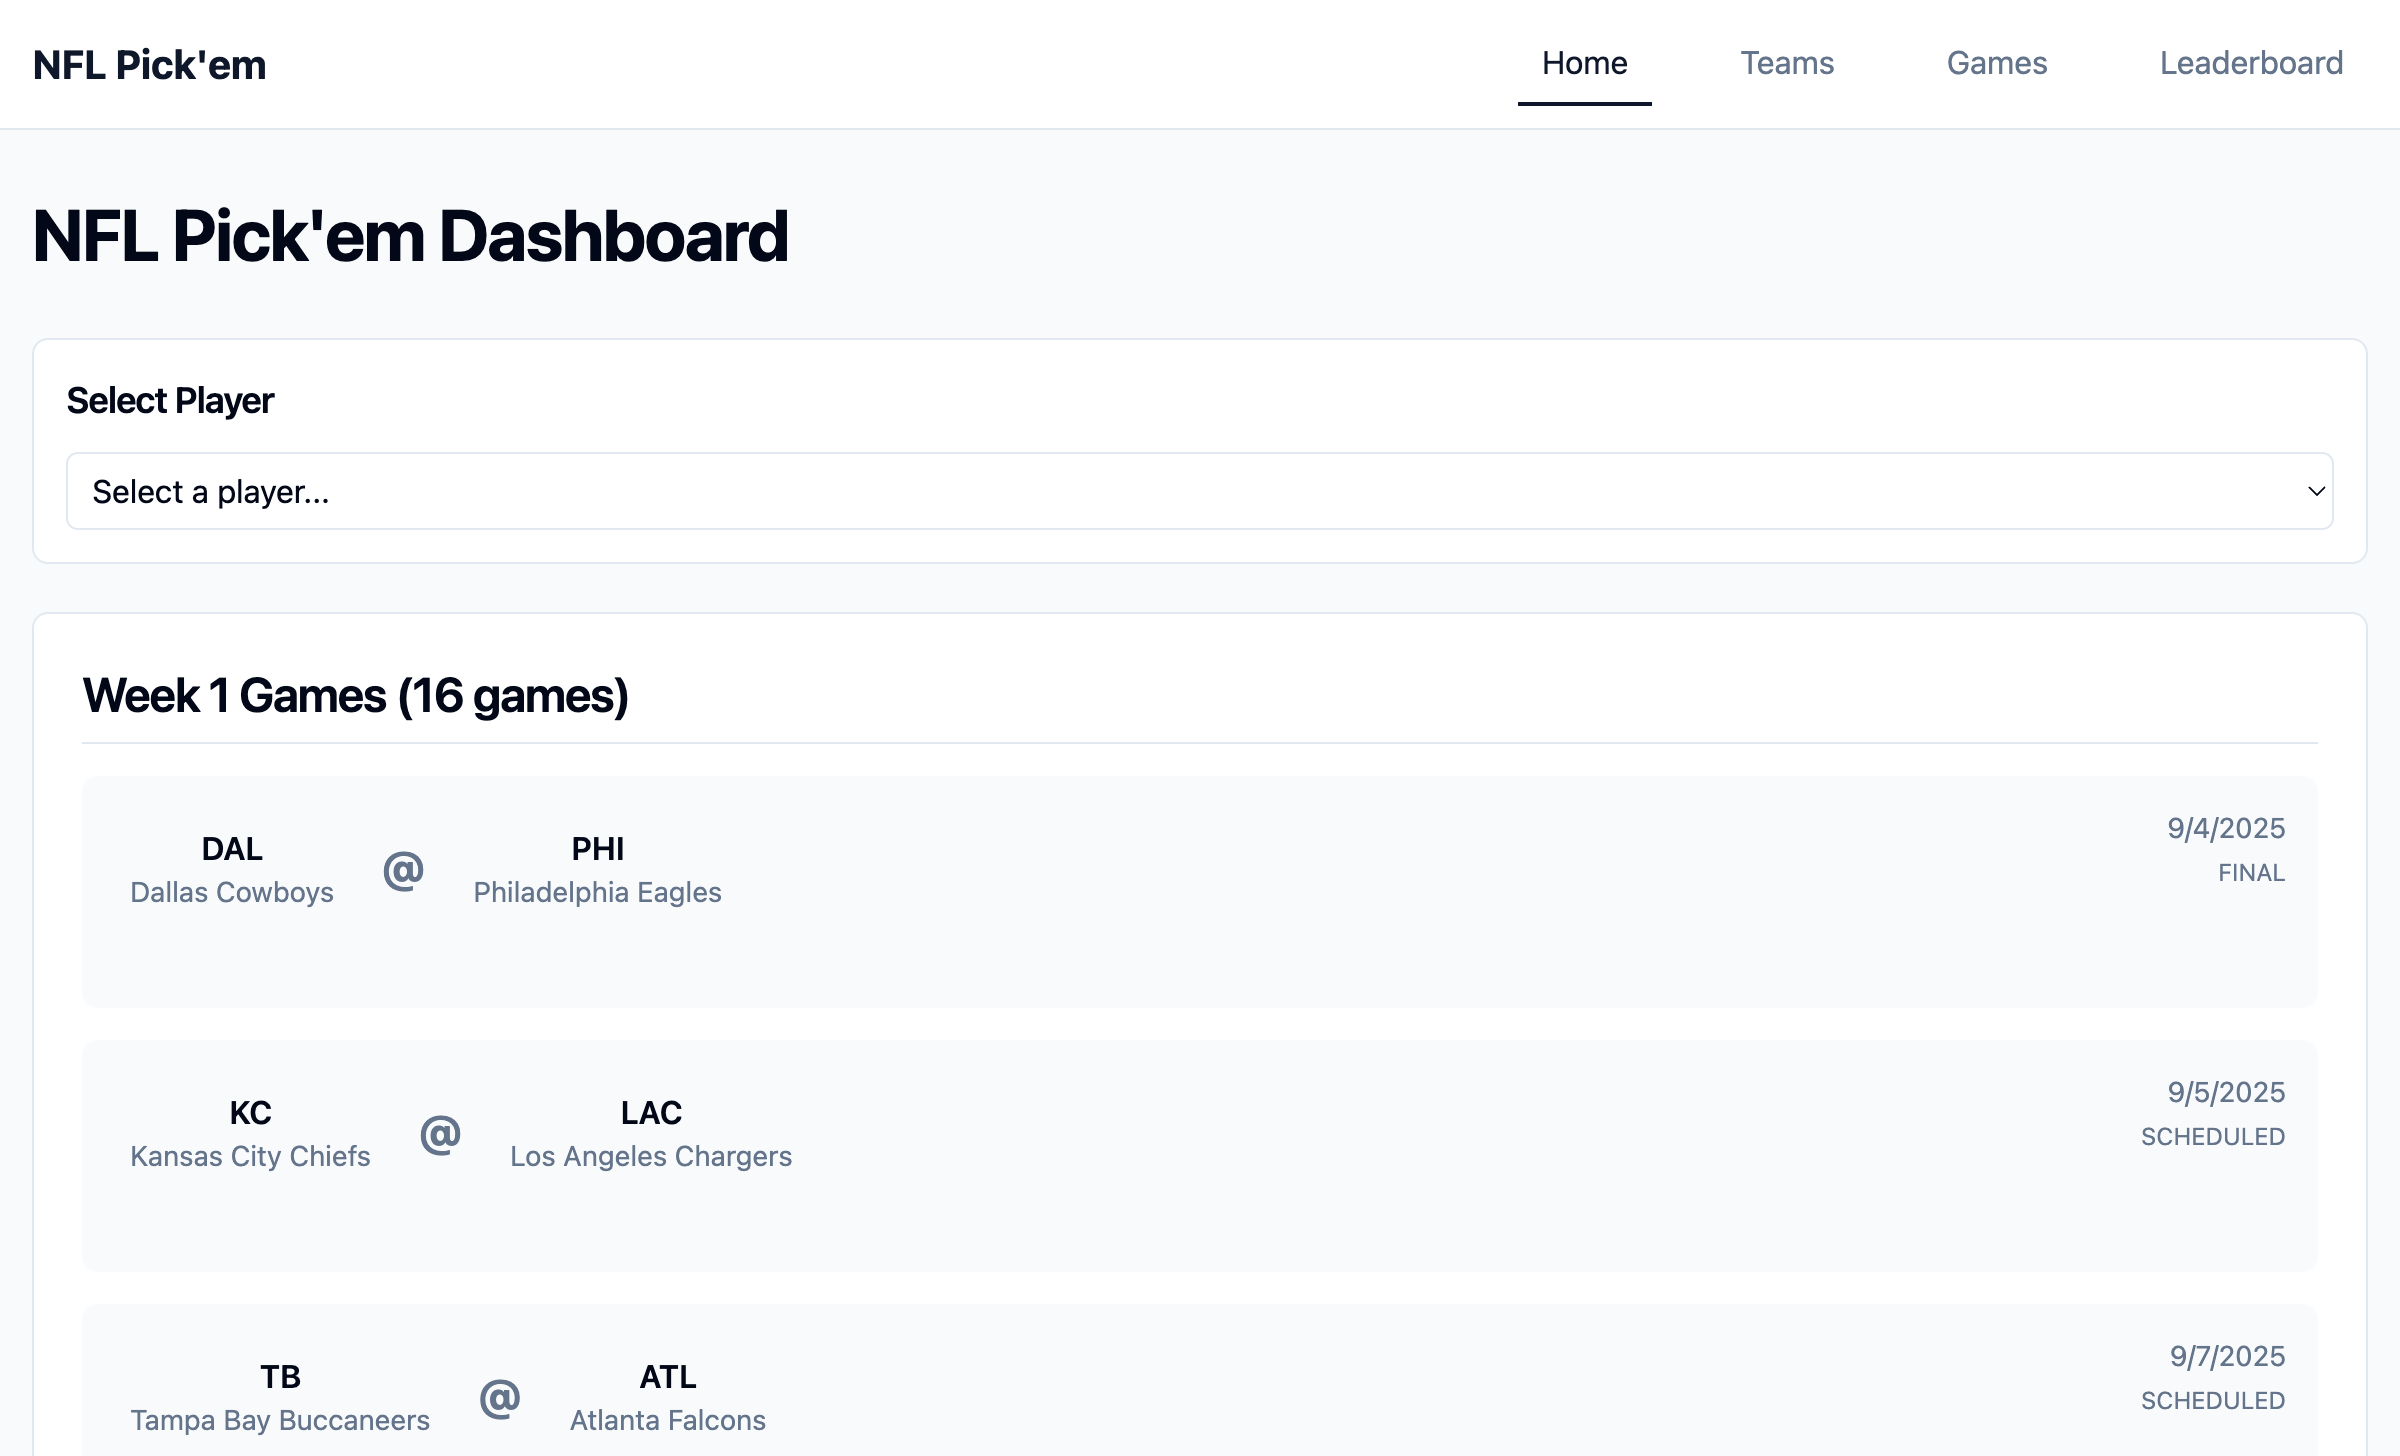 NFL Pick'em
Home Teams Games Leaderboard
NFL Pick'em Dashboard
Select Player
Select a player...
Week 1 Games (16 games)
DAL
Dallas Cowboys
@
PHI
Philadelphia Eagles
9/4/2025
FINAL
KC
Kansas City Chiefs
@
LAC
Los Angeles Chargers
9/5/2025
SCHEDULED
TB
Tampa Bay Buccaneers
@
ATL
Atlanta Falcons
9/7/2025
SCHEDULED